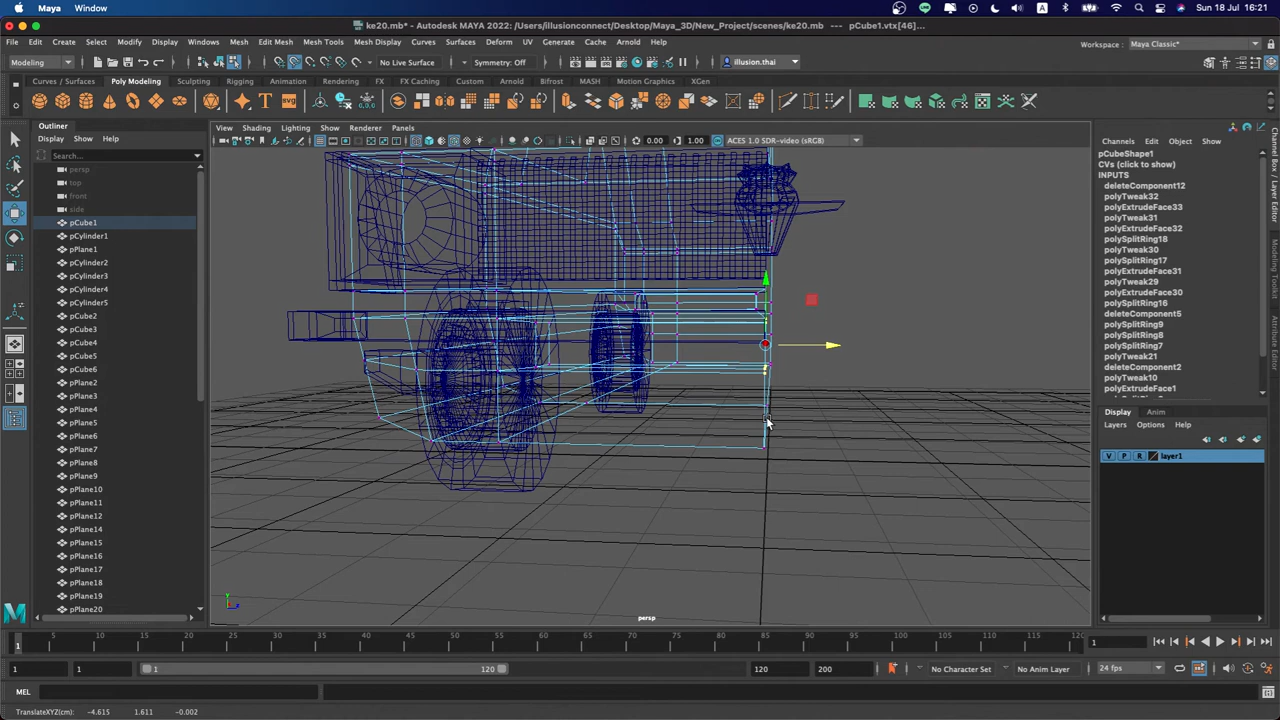 Maya Windows Sun 18 Jul 16:21
ke20.mb* - Autodesk MAYA 2022: /Users/illusionconnect/Desktop/Maya_3D/New_Project/scenes/ke20.mb --- pCube1.vtx[46]...
File Edit Create Select Modify Display Windows Mesh Edit Mesh Mesh Tools Mesh Display Curves Surfaces Deform UV Generate Cache Arnold Help Workspace : Maya Classic*
Modeling No Live Surface Symmetry: Off illusion.thai
Curves / Surfaces Poly Modeling Sculpting Rigging Animation Rendering FX FX Caching Custom Arnold Bifrost MASH Motion Graphics XGen
Outliner
Display Show Help
Search...
persp
top
front
side
pCube1
pCylinder1
pPlane1
pCylinder2
pCylinder3
pCylinder4
pCylinder5
pCube2
pCube3
pCube4
pCube5
pCube6
pPlane2
pPlane3
pPlane4
pPlane5
pPlane6
pPlane7
pPlane8
pPlane9
pPlane10
pPlane11
pPlane12
pPlane14
pPlane15
pPlane16
pPlane17
pPlane18
pPlane19
pPlane20
View Shading Lighting Show Renderer Panels
0.00 1.00 ACES 1.0 SDR-video (sRGB)
persp
Channels Edit Object Show
pCubeShape1
CVs (click to show)
INPUTS
deleteComponent12
polyTweak32
polyExtrudeFace33
polyTweak31
polyExtrudeFace32
polySplitRing18
polyTweak30
polySplitRing17
polyExtrudeFace31
polyTweak29
polyExtrudeFace30
polySplitRing16
deleteComponent5
polySplitRing9
polySplitRing8
polySplitRing7
polyTweak21
deleteComponent2
polyTweak10
polyExtrudeFace1
Display Anim
Layers Options Help
V P R layer1
Channel Box / Layer Editor
Modeling Toolkit
Attribute Editor
5 10 15 20 25 30 35 40 45 50 55 60 65 70 75 80 85 90 95 100 105 110 115 12
1
1
1 1 1 120 120 200 No Character Set No Anim Layer 24 fps
MEL
TranslateXYZ(cm): -4.615 1.611 -0.002